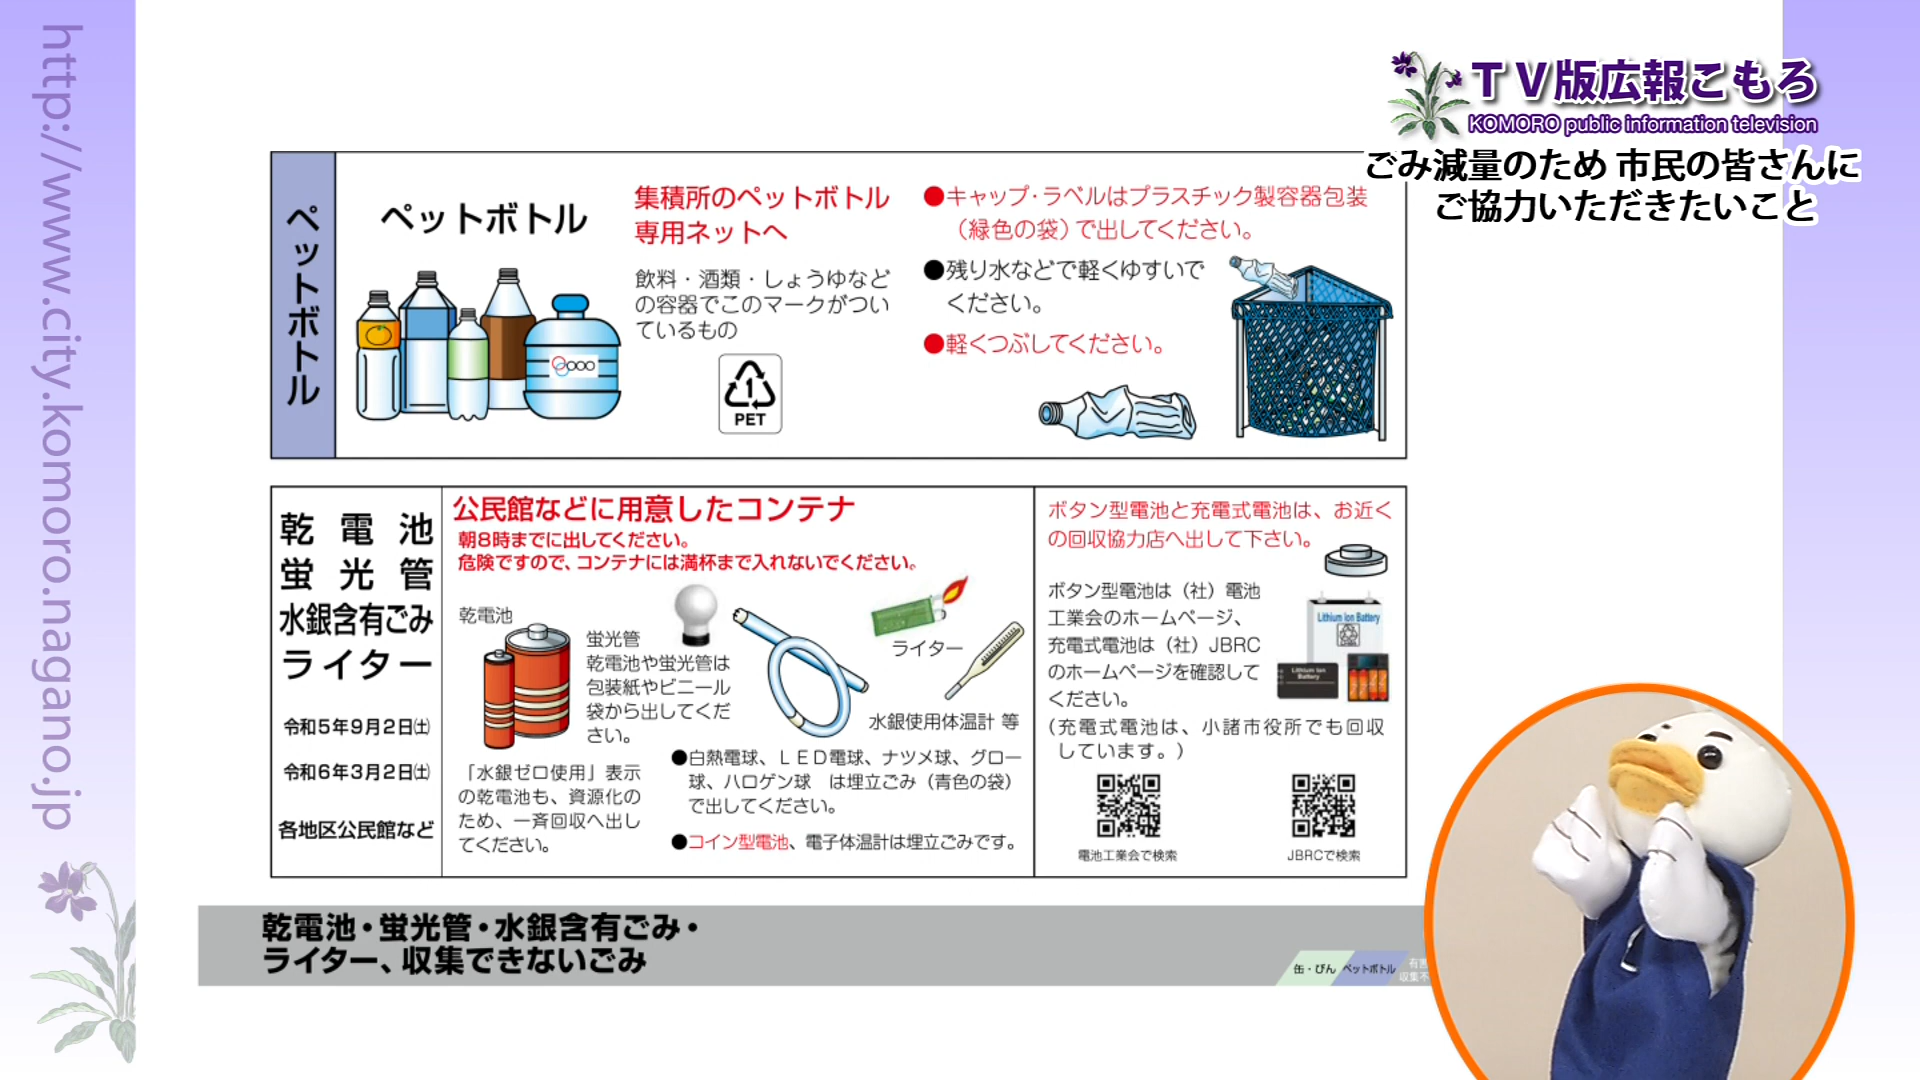 http://www.city.komoro.nagano.jp
TV版広報こもろ
KOMORO public information television
ごみ減量のため 市民の皆さんに
ご協力いただきたいこと
ペットボトル
ペットボトル
集積所のペットボトル
専用ネットへ
飲料・酒類・しょうゆなど
の容器でこのマークがつい
ているもの
1
PET
●キャップ・ラベルはプラスチック製容器包装
（緑色の袋）で出してください。
●残り水などで軽くゆすいで
ください。
●軽くつぶしてください。
乾電池
蛍光管
水銀含有ごみ
ライター
令和5年9月2日㈯
令和6年3月2日㈯
各地区公民館など
公民館などに用意したコンテナ
朝8時までに出してください。
危険ですので、コンテナには満杯まで入れないでください。
乾電池
蛍光管
乾電池や蛍光管は
包装紙やビニール
袋から出してくだ
さい。
「水銀ゼロ使用」表示
の乾電池も、資源化の
ため、一斉回収へ出し
てください。
ライター
水銀使用体温計 等
●白熱電球、ＬＥＤ電球、ナツメ球、グロー
球、ハロゲン球　は埋立ごみ（青色の袋）
で出してください。
●コイン型電池、電子体温計は埋立ごみです。
ボタン型電池と充電式電池は、お近く
の回収協力店へ出して下さい。
ボタン型電池は（社）電池
工業会のホームページ、
充電式電池は（社）JBRC
のホームページを確認して
ください。
（充電式電池は、小諸市役所でも回収
しています。）
Lithium Ion Battery
Lithium Ion
Battery
電池工業会で検索
JBRCで検索
乾電池・蛍光管・水銀含有ごみ・
ライター、収集できないごみ
缶・びん
ペットボトル
有害
収集不